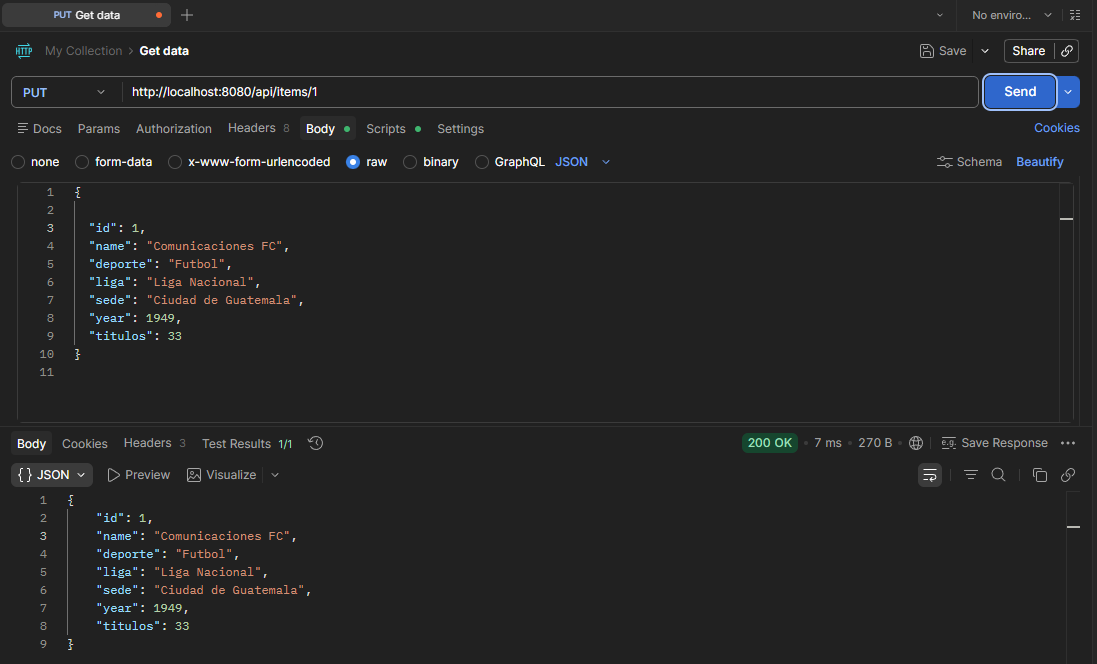 PUT Get data
No enviro...
HTTP My Collection > Get data Save Share
PUT http://localhost:8080/api/items/1 Send
Docs Params Authorization Headers 8 Body Scripts Settings Cookies
none form-data x-www-form-urlencoded raw binary GraphQL JSON Schema Beautify
1 {
2
3 "id": 1,
4 "name": "Comunicaciones FC",
5 "deporte": "Futbol",
6 "liga": "Liga Nacional",
7 "sede": "Ciudad de Guatemala",
8 "year": 1949,
9 "titulos": 33
10 }
11
Body Cookies Headers 3 Test Results 1/1 200 OK • 7 ms • 270 B • e.g. Save Response
{} JSON Preview Visualize
1 {
2 "id": 1,
3 "name": "Comunicaciones FC",
4 "deporte": "Futbol",
5 "liga": "Liga Nacional",
6 "sede": "Ciudad de Guatemala",
7 "year": 1949,
8 "titulos": 33
9 }